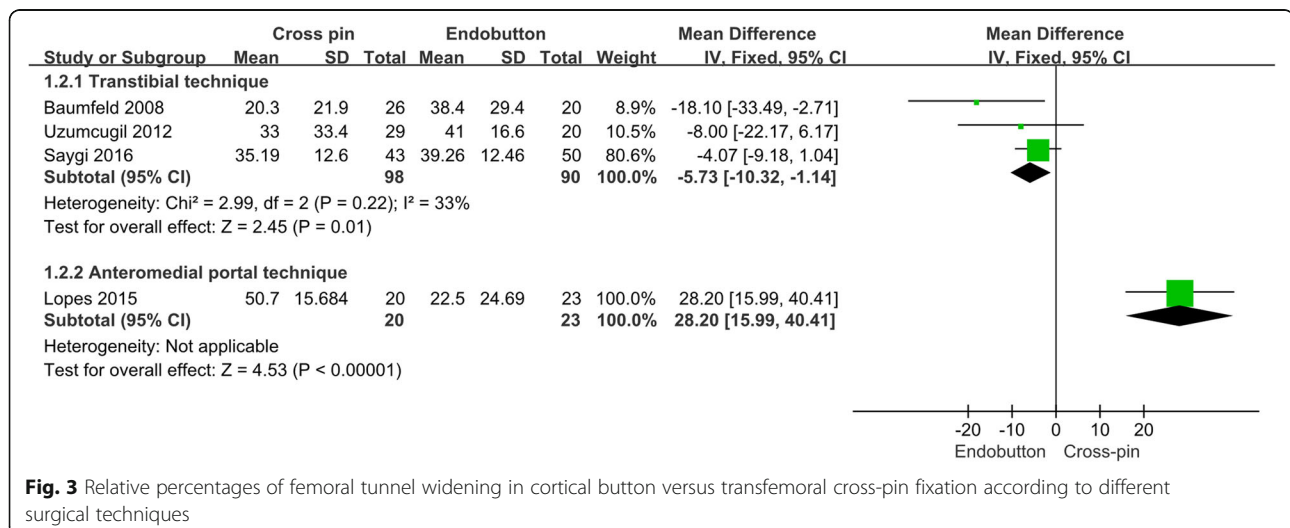 Cross pin Endobutton Mean Difference Mean Difference
Study or Subgroup Mean SD Total Mean SD Total Weight IV, Fixed, 95% CI IV, Fixed, 95% CI
1.2.1 Transtibial technique
Baumfeld 2008 20.3 21.9 26 38.4 29.4 20 8.9% -18.10 [-33.49, -2.71]
Uzumcugil 2012 33 33.4 29 41 16.6 20 10.5% -8.00 [-22.17, 6.17]
Saygi 2016 35.19 12.6 43 39.26 12.46 50 80.6% -4.07 [-9.18, 1.04]
Subtotal (95% CI) 98 90 100.0% -5.73 [-10.32, -1.14]
Heterogeneity: Chi² = 2.99, df = 2 (P = 0.22); I² = 33%
Test for overall effect: Z = 2.45 (P = 0.01)
1.2.2 Anteromedial portal technique
Lopes 2015 50.7 15.684 20 22.5 24.69 23 100.0% 28.20 [15.99, 40.41]
Subtotal (95% CI) 20 23 100.0% 28.20 [15.99, 40.41]
Heterogeneity: Not applicable
Test for overall effect: Z = 4.53 (P < 0.00001)
-20 -10 0 10 20
Endobutton Cross-pin
Fig. 3 Relative percentages of femoral tunnel widening in cortical button versus transfemoral cross-pin fixation according to different
surgical techniques